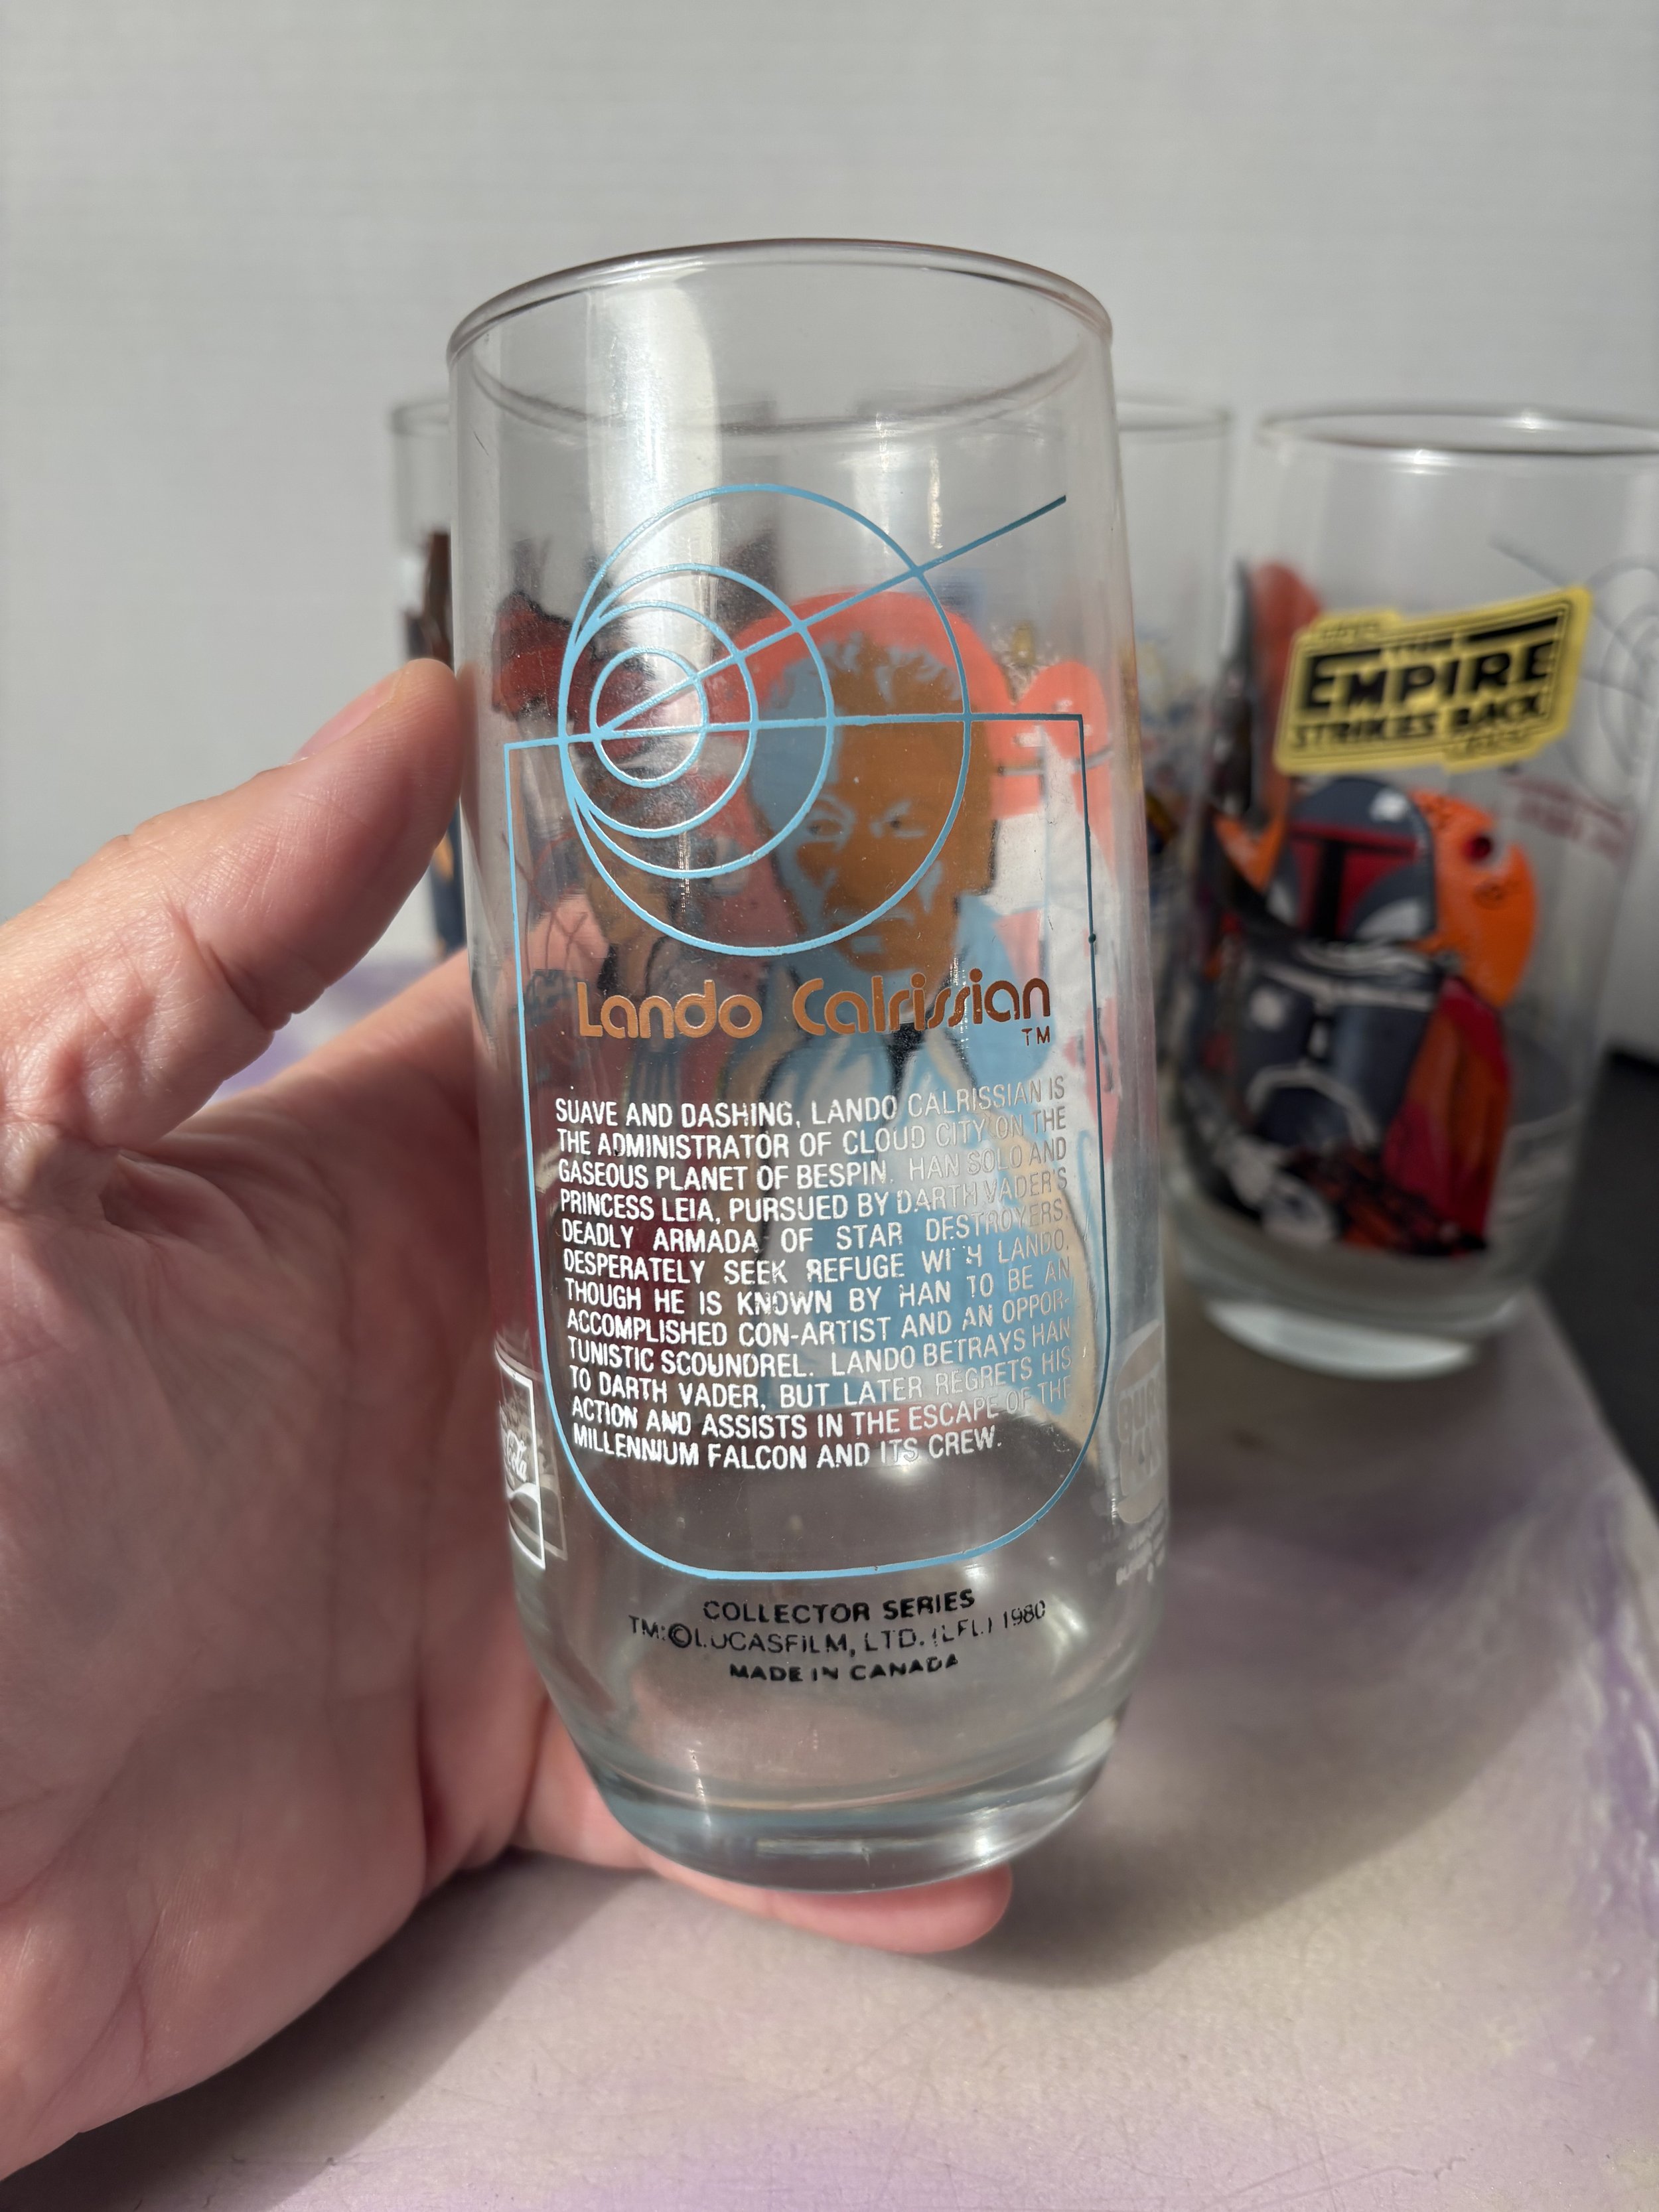 Lando Calrissian
TM
SUAVE AND DASHING, LANDO CALRISSIAN IS
THE ADMINISTRATOR OF CLOUD CITY ON THE
GASEOUS PLANET OF BESPIN. HAN SOLO AND
PRINCESS LEIA, PURSUED BY DARTH VADER'S
DEADLY ARMADA OF STAR DESTROYERS,
DESPERATELY SEEK REFUGE WITH LANDO,
THOUGH HE IS KNOWN BY HAN TO BE AN
ACCOMPLISHED CON-ARTIST AND AN OPPOR-
TUNISTIC SCOUNDREL. LANDO BETRAYS HAN
TO DARTH VADER, BUT LATER REGRETS HIS
ACTION AND ASSISTS IN THE ESCAPE OF THE
MILLENNIUM FALCON AND ITS CREW.
COLLECTOR SERIES
TM:©LUCASFILM, LTD. (LFL) 1980
MADE IN CANADA
THE
EMPIRE
STRIKES BACK